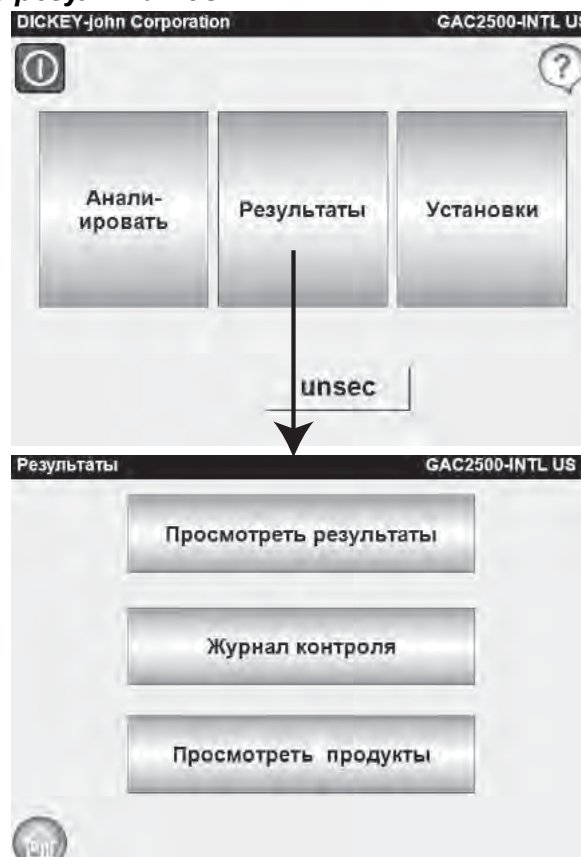 DICKEY-john Corporation GAC2500-INTL US
Анали-
ировать
Результаты
Установки
unsec
Результаты GAC2500-INTL US
Просмотреть результаты
Журнал контроля
Просмотреть продукты